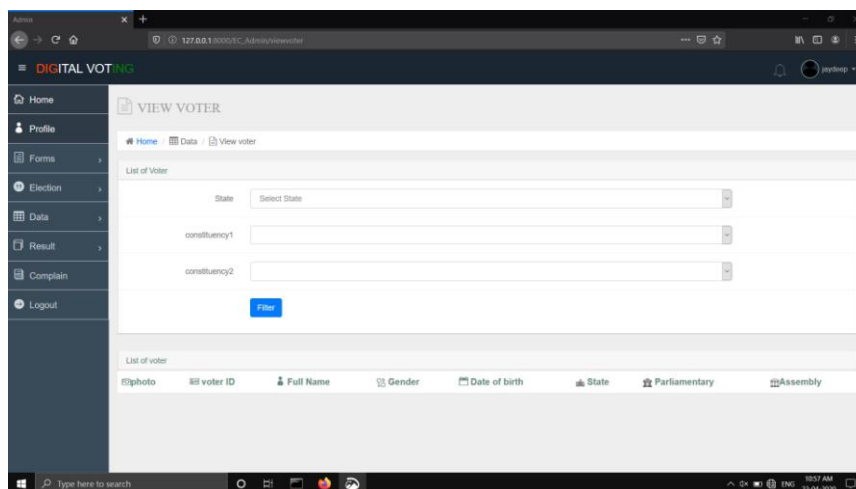 Admin
127.0.0.1:8000/EC_Admin/viewvoter
DIGITAL VOTING
jaydeep
Home
Profile
Forms
Election
Data
Result
Complain
Logout
VIEW VOTER
Home / Data / View voter
List of Voter
State
Select State
constituency1
constituency2
Filter
List of voter
photo voter ID Full Name Gender Date of birth State Parliamentary Assembly
Type here to search
ENG
10:57 AM